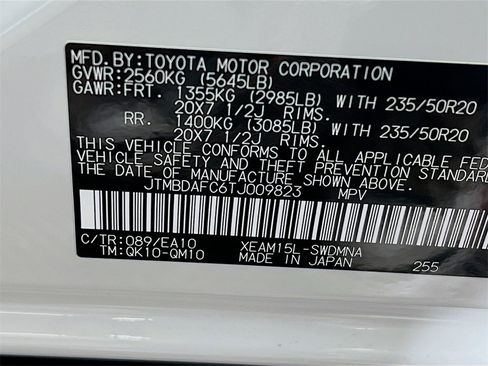 MFD. BY: TOYOTA MOTOR CORPORATION
GVWR: 2560KG (5645LB)
GAWR: FRT. 1355KG (2985LB) WITH 235/50R20
20X7 1/2J RIMS.
RR. 1400KG (3085LB) WITH 235/50R20
20X7 1/2J RIMS.
THIS VEHICLE CONFORMS TO ALL APPLICABLE FED
VEHICLE SAFETY AND THEFT PREVENTION STANDARD
THE DATE OF MANUFACTURE SHOWN ABOVE.
JTMBDAFC6TJ009823 MPV
C/TR: 089/EA10 XEAM15L-SWDMNA
TM: QK10-QM10 MADE IN JAPAN 255